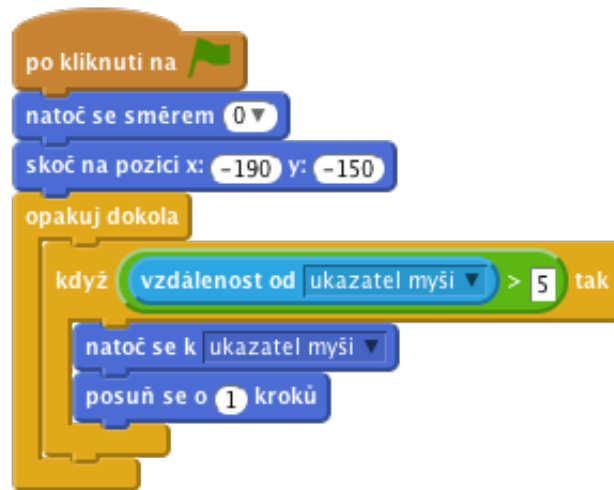 po kliknuti na
natoč se směrem 0
skoč na pozici x: -190 y: -150
opakuj dokola
když vzdálenost od ukazatel myši > 5 tak
natoč se k ukazatel myši
posuň se o 1 kroků